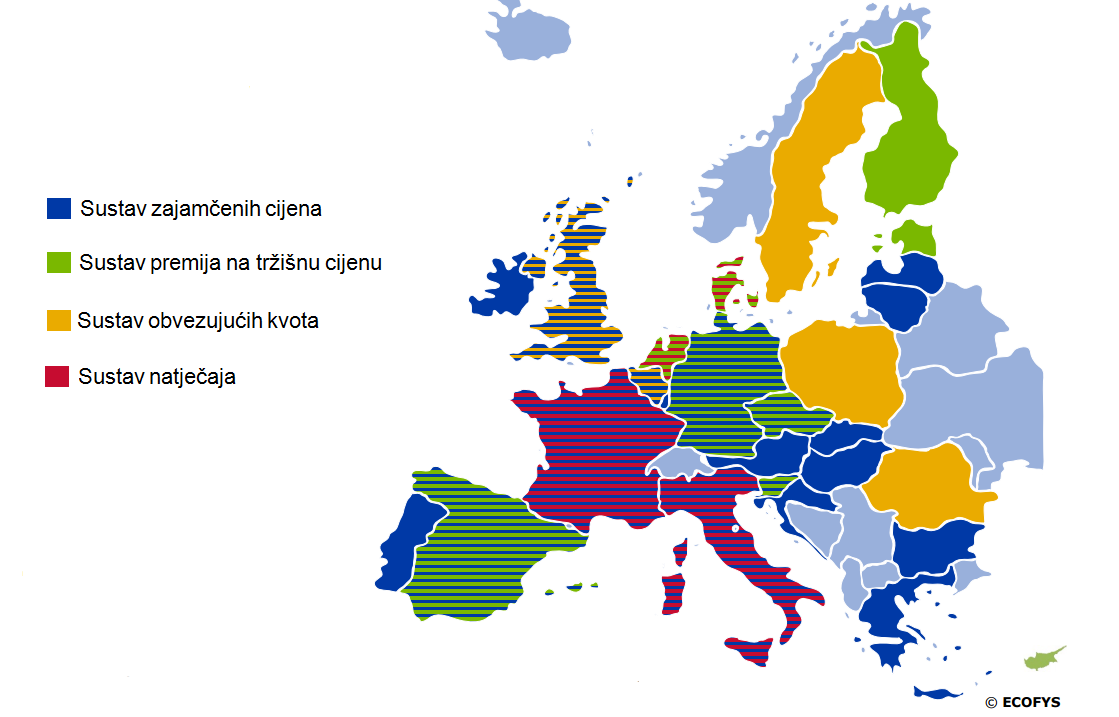 Sustav zajamčenih cijena
Sustav premija na tržišnu cijenu
Sustav obvezujućih kvota
Sustav natječaja
© ECOFYS